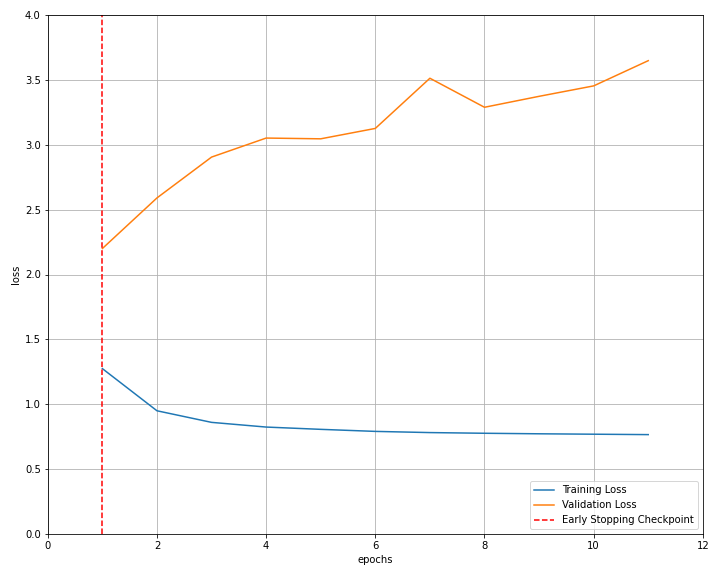 4.0
3.5
3.0
2.5
2.0
1.5
1.0
0.5
0.0
loss
0 2 4 6 8 10 12
epochs
Training Loss
Validation Loss
Early Stopping Checkpoint